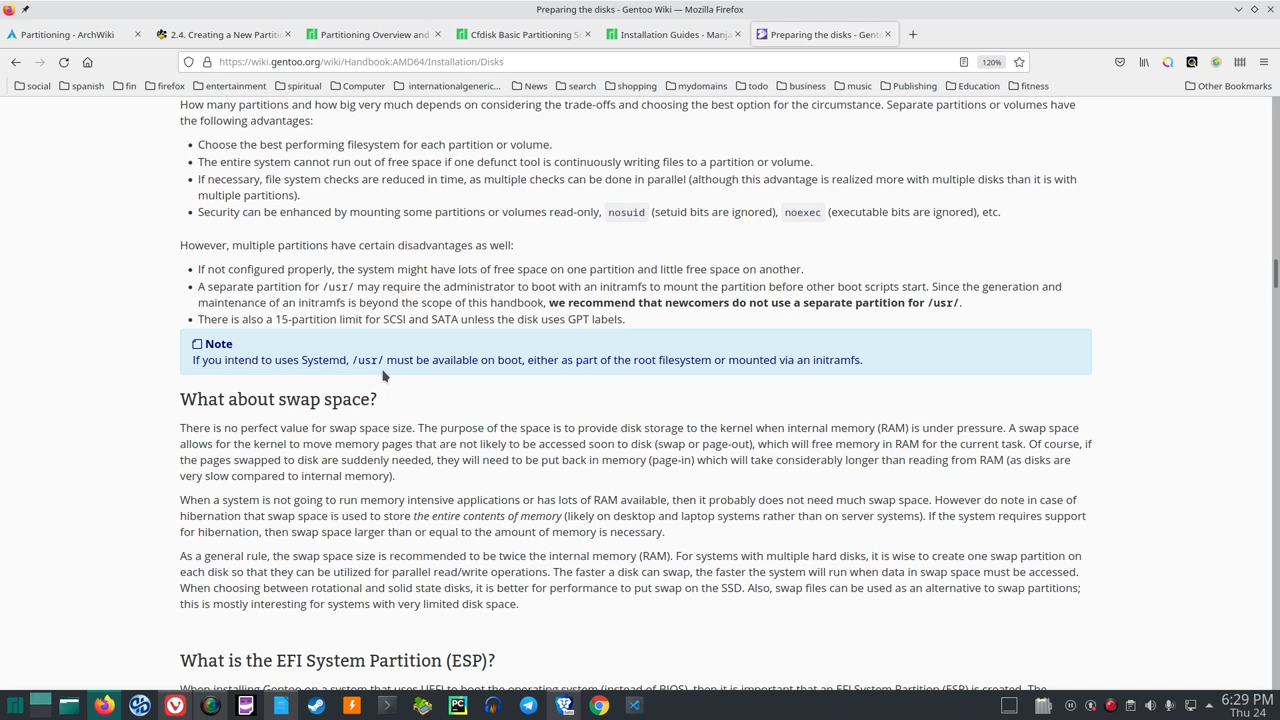 Preparing the disks - Gentoo Wiki — Mozilla Firefox
Partitioning - ArchWiki
2.4. Creating a New Partiti
Partitioning Overview and
Cfdisk Basic Partitioning S
Installation Guides - Manja
Preparing the disks - Gento
https://wiki.gentoo.org/wiki/Handbook:AMD64/Installation/Disks
120%
social
spanish
fin
firefox
entertainment
spiritual
Computer
internationalgeneric...
News
search
shopping
mydomains
todo
business
music
Publishing
Education
fitness
Other Bookmarks
How many partitions and how big very much depends on considering the trade-offs and choosing the best option for the circumstance. Separate partitions or volumes have
the following advantages:
• Choose the best performing filesystem for each partition or volume.
• The entire system cannot run out of free space if one defunct tool is continuously writing files to a partition or volume.
• If necessary, file system checks are reduced in time, as multiple checks can be done in parallel (although this advantage is realized more with multiple disks than it is with
multiple partitions).
• Security can be enhanced by mounting some partitions or volumes read-only, nosuid (setuid bits are ignored), noexec (executable bits are ignored), etc.
However, multiple partitions have certain disadvantages as well:
• If not configured properly, the system might have lots of free space on one partition and little free space on another.
• A separate partition for /usr/ may require the administrator to boot with an initramfs to mount the partition before other boot scripts start. Since the generation and
maintenance of an initramfs is beyond the scope of this handbook, we recommend that newcomers do not use a separate partition for /usr/.
• There is also a 15-partition limit for SCSI and SATA unless the disk uses GPT labels.
Note
If you intend to uses Systemd, /usr/ must be available on boot, either as part of the root filesystem or mounted via an initramfs.
What about swap space?
There is no perfect value for swap space size. The purpose of the space is to provide disk storage to the kernel when internal memory (RAM) is under pressure. A swap space
allows for the kernel to move memory pages that are not likely to be accessed soon to disk (swap or page-out), which will free memory in RAM for the current task. Of course, if
the pages swapped to disk are suddenly needed, they will need to be put back in memory (page-in) which will take considerably longer than reading from RAM (as disks are
very slow compared to internal memory).
When a system is not going to run memory intensive applications or has lots of RAM available, then it probably does not need much swap space. However do note in case of
hibernation that swap space is used to store the entire contents of memory (likely on desktop and laptop systems rather than on server systems). If the system requires support
for hibernation, then swap space larger than or equal to the amount of memory is necessary.
As a general rule, the swap space size is recommended to be twice the internal memory (RAM). For systems with multiple hard disks, it is wise to create one swap partition on
each disk so that they can be utilized for parallel read/write operations. The faster a disk can swap, the faster the system will run when data in swap space must be accessed.
When choosing between rotational and solid state disks, it is better for performance to put swap on the SSD. Also, swap files can be used as an alternative to swap partitions;
this is mostly interesting for systems with very limited disk space.
What is the EFI System Partition (ESP)?
When installing Gentoo on a system that uses UEFI to boot the operating system (instead of BIOS), then it is important that an EFI System Partition (ESP) is created. The
6:29 PM
Thu 24